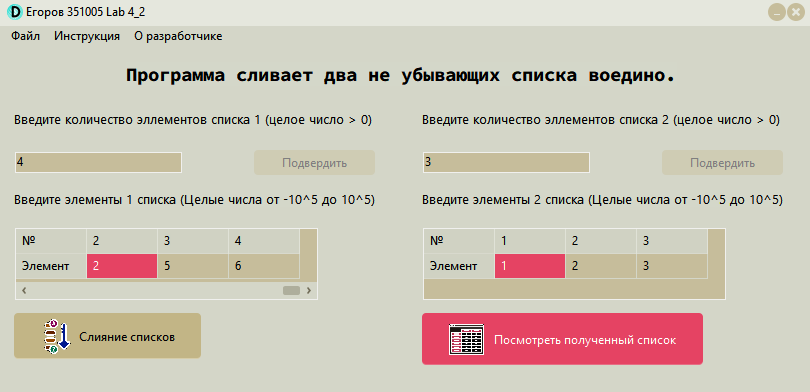 D Егоров 351005 Lab 4_2
Файл Инструкция О разработчике
Программа сливает два не убывающих списка воедино.
Введите количество эллементов списка 1 (целое число > 0)
Введите количество эллементов списка 2 (целое число > 0)
4 Подвердить
3 Подвердить
Введите элементы 1 списка (Целые числа от -10^5 до 10^5)
Введите элементы 2 списка (Целые числа от -10^5 до 10^5)
№ 2 3 4
Элемент 2 5 6
№ 1 2 3
Элемент 1 2 3
Слияние списков
Посмотреть полученный список